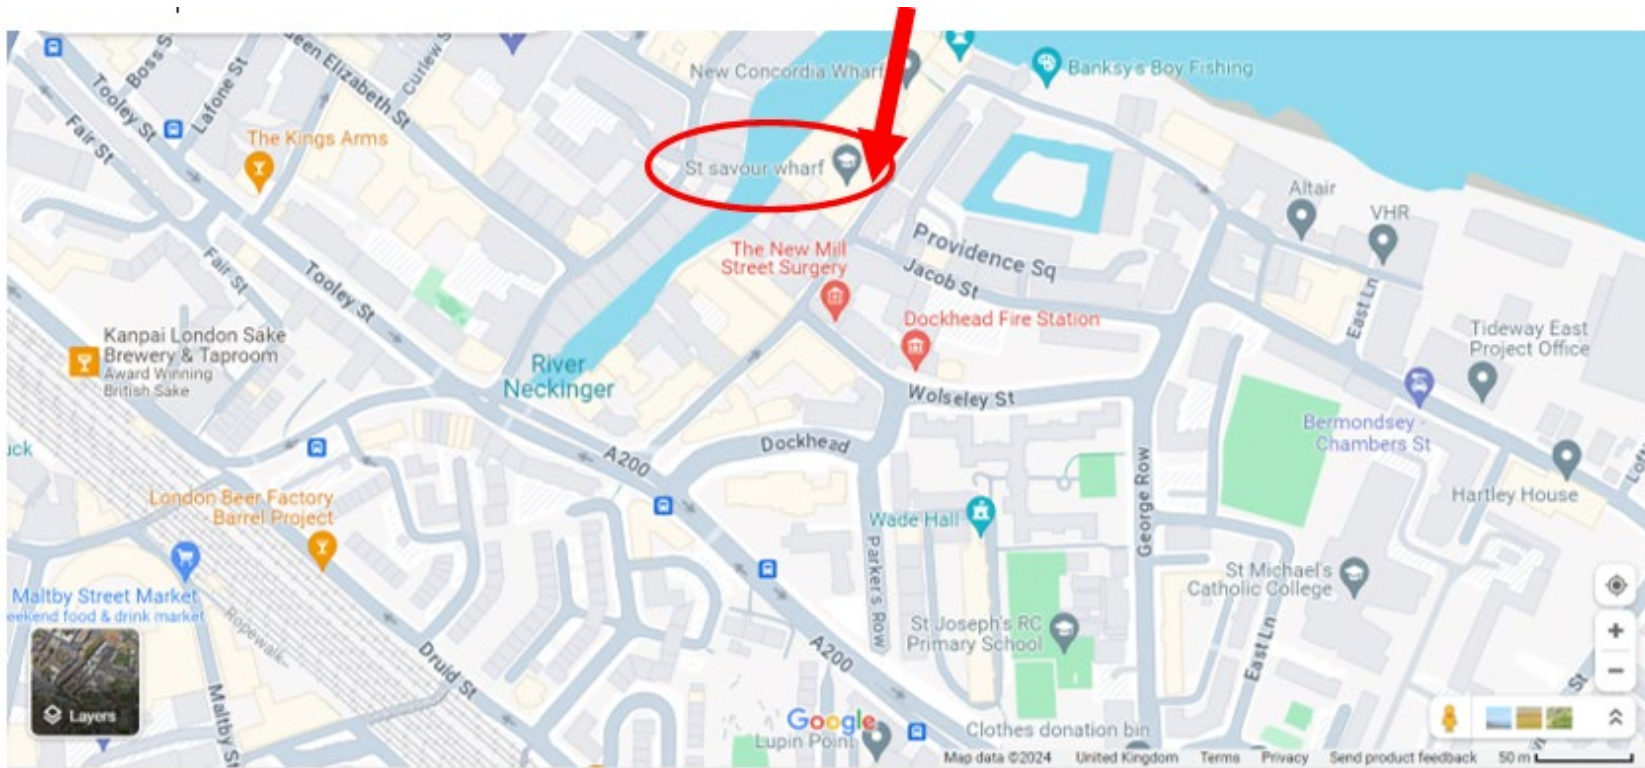 Boss S
Lafone St
een Elizabeth St
Curlew S
Tooley St
Fair St
The Kings Arms
New Concordia Wharf
Banksy's Boy Fishing
St savour wharf
Altair
VHR
Providence Sq
The New Mill
Street Surgery
Jacob St
Fair St
Tooley St
East Ln
Dockhead Fire Station
Kanpai London Sake
Brewery & Taproom
Award Winning
British Sake
River
Neckinger
Tideway East
Project Office
Wolseley St
Bermondsey -
Chambers St
Dockhead
A200
uck
George Row
Hartley House
Loft
London Beer Factory
Barrel Project
Wade Hall
Parker's Row
St Michael's
Catholic College
Maltby Street Market
eekend food & drink market
Ropewalk
St Joseph's RC
Primary School
A200
East Ln
Druid St
Maltby St
St
Layers
Google
Lupin Point
Clothes donation bin
Map data ©2024 United Kingdom Terms Privacy Send product feedback 50 m